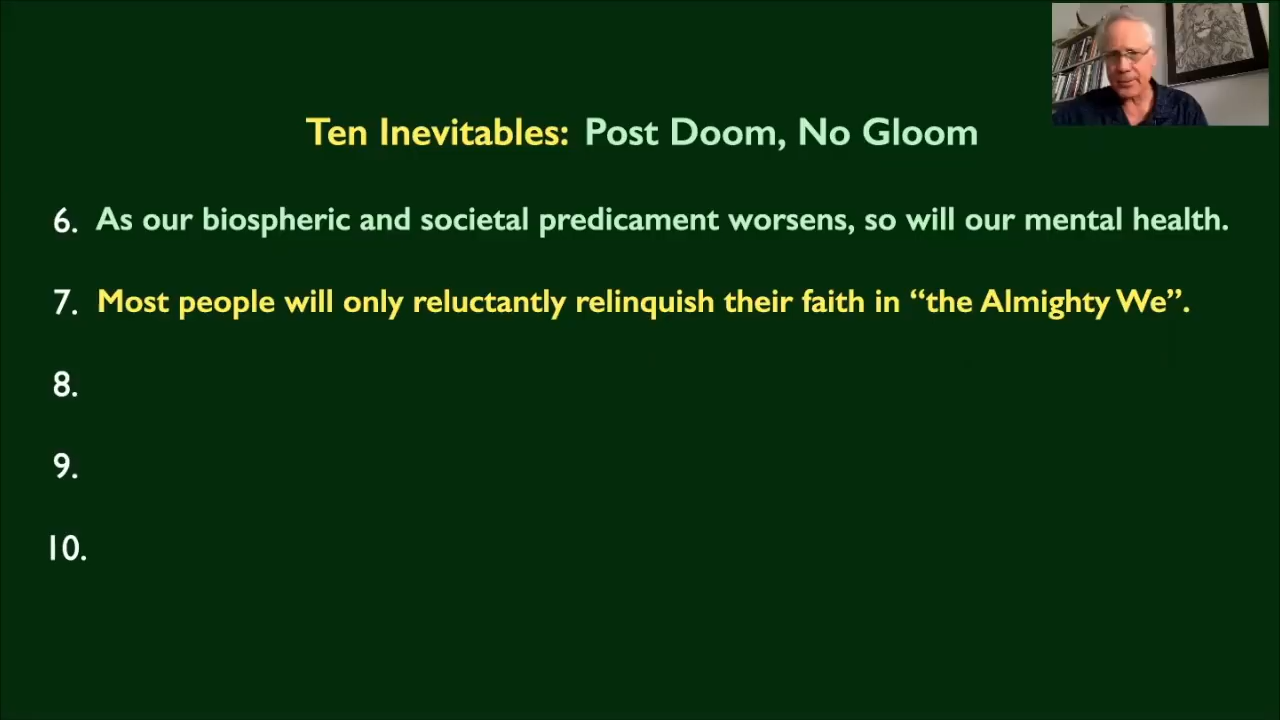 Ten Inevitables: Post Doom, No Gloom
6. As our biospheric and societal predicament worsens, so will our mental health.
7. Most people will only reluctantly relinquish their faith in “the Almighty We”.
8.
9.
10.